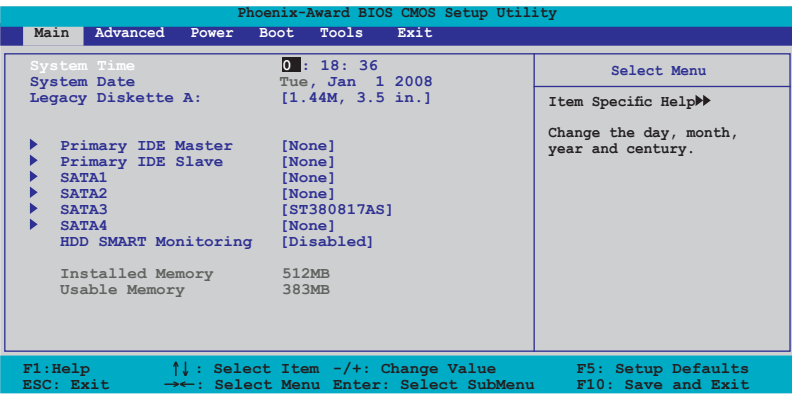 Phoenix-Award BIOS CMOS Setup Utility
Main Advanced Power Boot Tools Exit
System Time 0 : 18: 36
System Date Tue, Jan 1 2008
Legacy Diskette A: [1.44M, 3.5 in.]
Primary IDE Master [None]
Primary IDE Slave [None]
SATA1 [None]
SATA2 [None]
SATA3 [ST380817AS]
SATA4 [None]
HDD SMART Monitoring [Disabled]
Installed Memory 512MB
Usable Memory 383MB
Select Menu
Item Specific Help
Change the day, month,
year and century.
F1:Help ↑↓ : Select Item -/+: Change Value F5: Setup Defaults
ESC: Exit →←: Select Menu Enter: Select SubMenu F10: Save and Exit